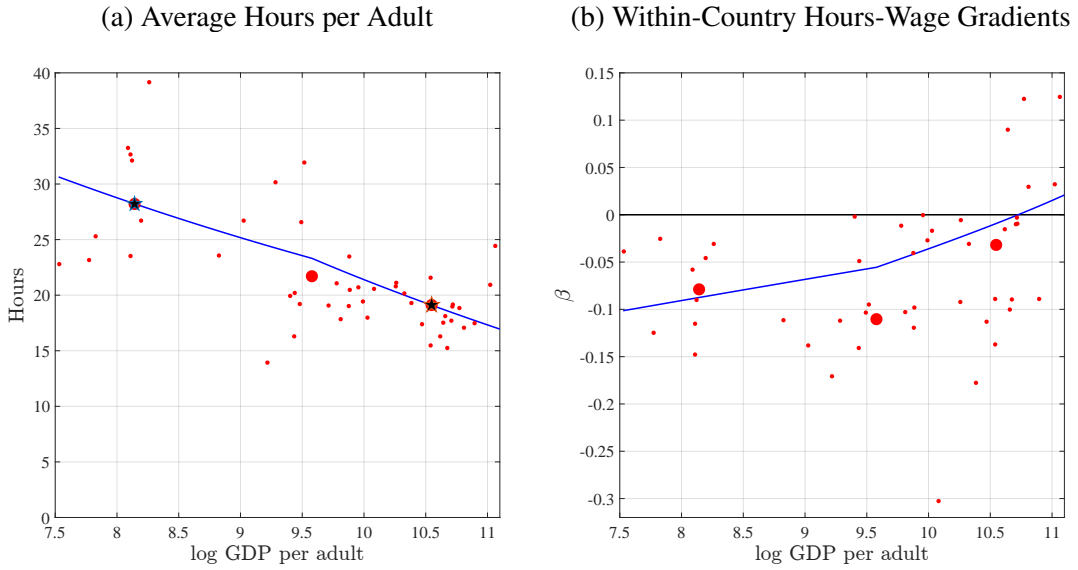 (a) Average Hours per Adult
40
35
30
25
20
15
10
5
0
Hours
7.5 8 8.5 9 9.5 10 10.5 11
log GDP per adult
(b) Within-Country Hours-Wage Gradients
0.15
0.1
0.05
0
-0.05
-0.1
-0.15
-0.2
-0.25
-0.3
β
7.5 8 8.5 9 9.5 10 10.5 11
log GDP per adult